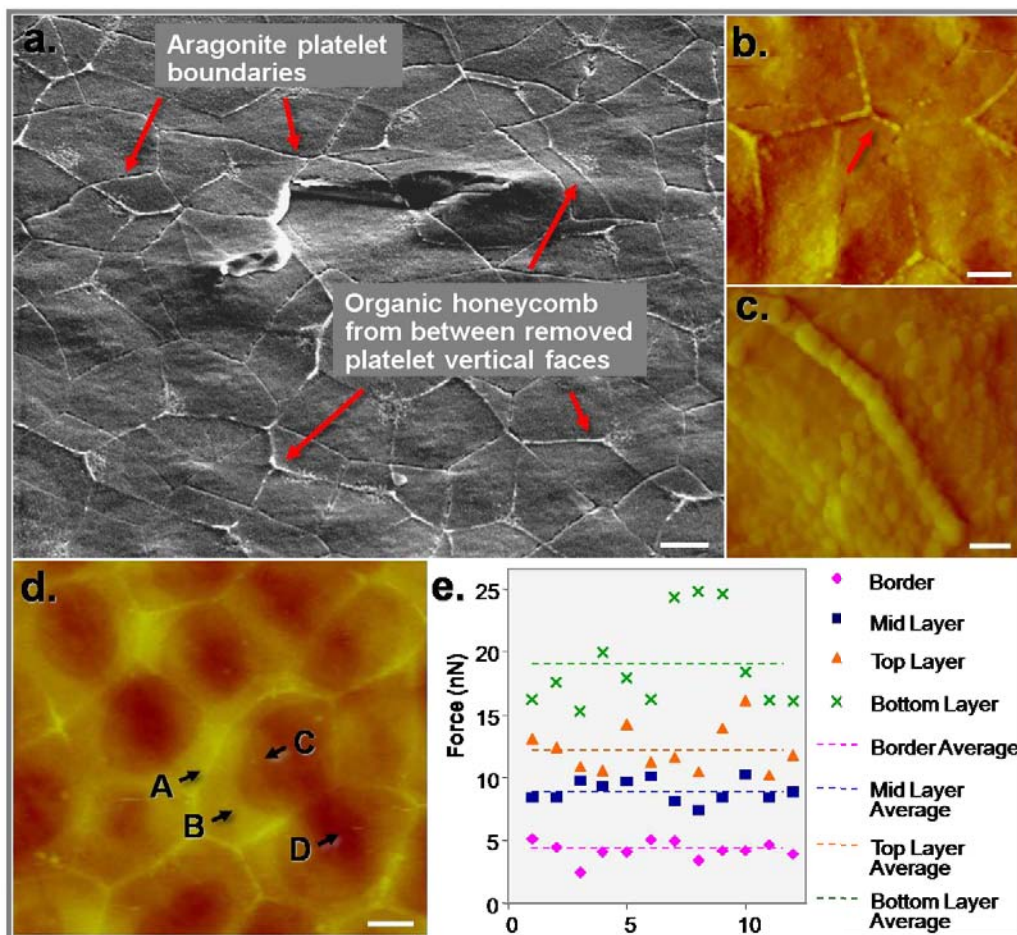 a.
Aragonite platelet
boundaries
Organic honeycomb
from between removed
platelet vertical faces
b.
c.
d.
A
B
C
D
e.
25
20
15
10
5
0
Force (nN)
0
5
10
Border
Mid Layer
Top Layer
Bottom Layer
Border Average
Mid Layer
Average
Top Layer
Average
Bottom Layer
Average